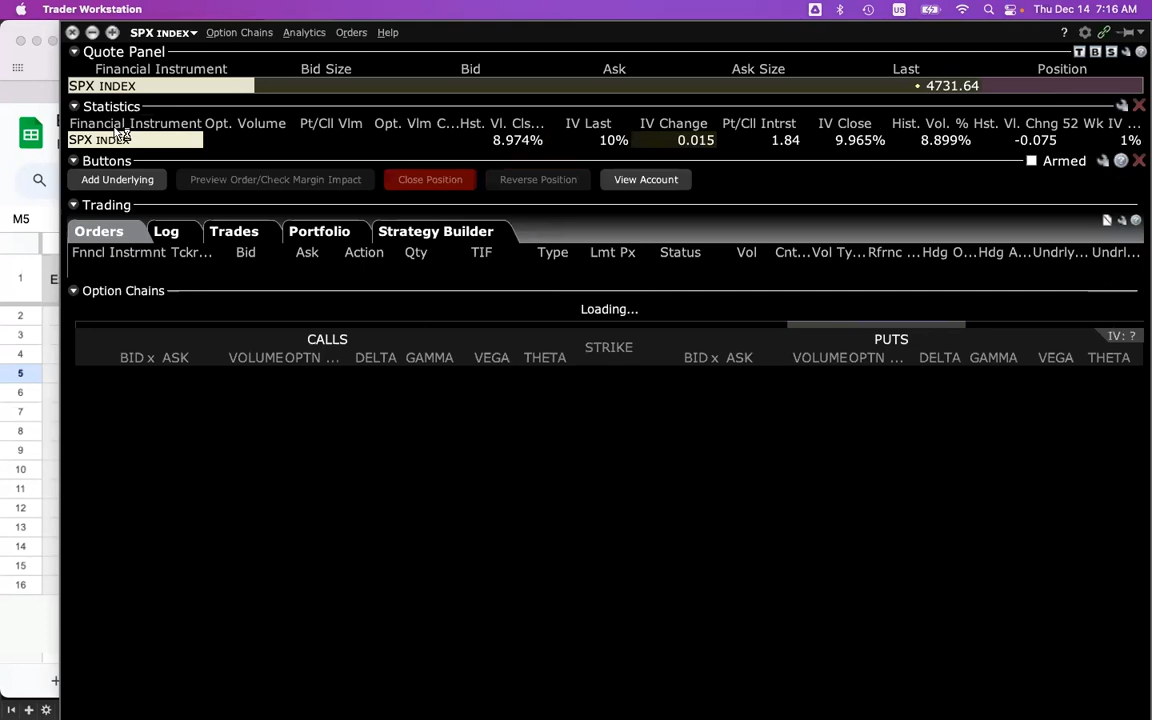 Trader Workstation US Thu Dec 14 7:16 AM
SPX INDEX Option Chains Analytics Orders Help ?
Quote Panel T B S
Financial Instrument Bid Size Bid Ask Ask Size Last Position
SPX INDEX 4731.64
Statistics
Financial Instrument Opt. Volume Pt/Cll Vlm Opt. Vlm C... Hst. Vl. Cls... IV Last IV Change Pt/Cll Intrst IV Close Hist. Vol. % Hst. Vl. Chng 52 Wk IV ...
SPX INDEX 8.974% 10% 0.015 1.84 9.965% 8.899% -0.075 1%
Buttons Armed
Add Underlying Preview Order/Check Margin Impact Close Position Reverse Position View Account
Trading
Orders Log Trades Portfolio Strategy Builder
Fnncl Instrmnt Tckr... Bid Ask Action Qty TIF Type Lmt Px Status Vol Cnt... Vol Ty... Rfrnc ... Hdg O... Hdg A... Undrly... Undrl...
Option Chains
Loading...
CALLS STRIKE PUTS IV: ?
BID x ASK VOLUME OPTN ... DELTA GAMMA VEGA THETA BID x ASK VOLUME OPTN ... DELTA GAMMA VEGA THETA
M5
1 E
2
3
4
5
6
7
8
9
10
11
12
13
14
15
16